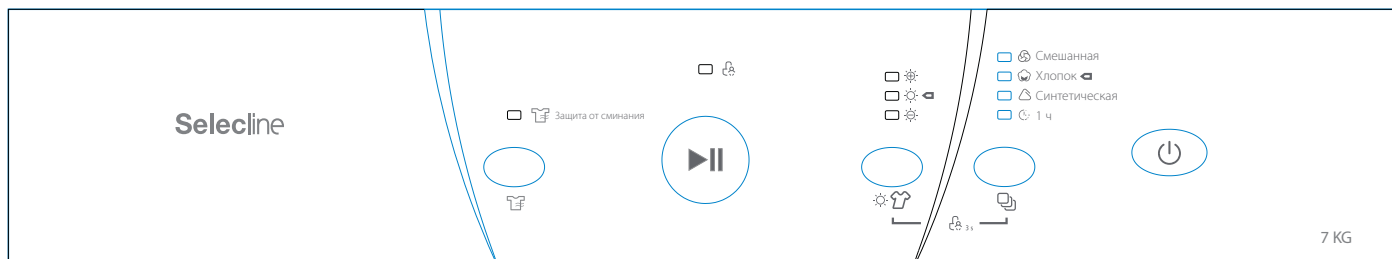 Selecline
Защита от сминания
Смешанная
Хлопок
Синтетическая
1 ч
3 s
7 KG